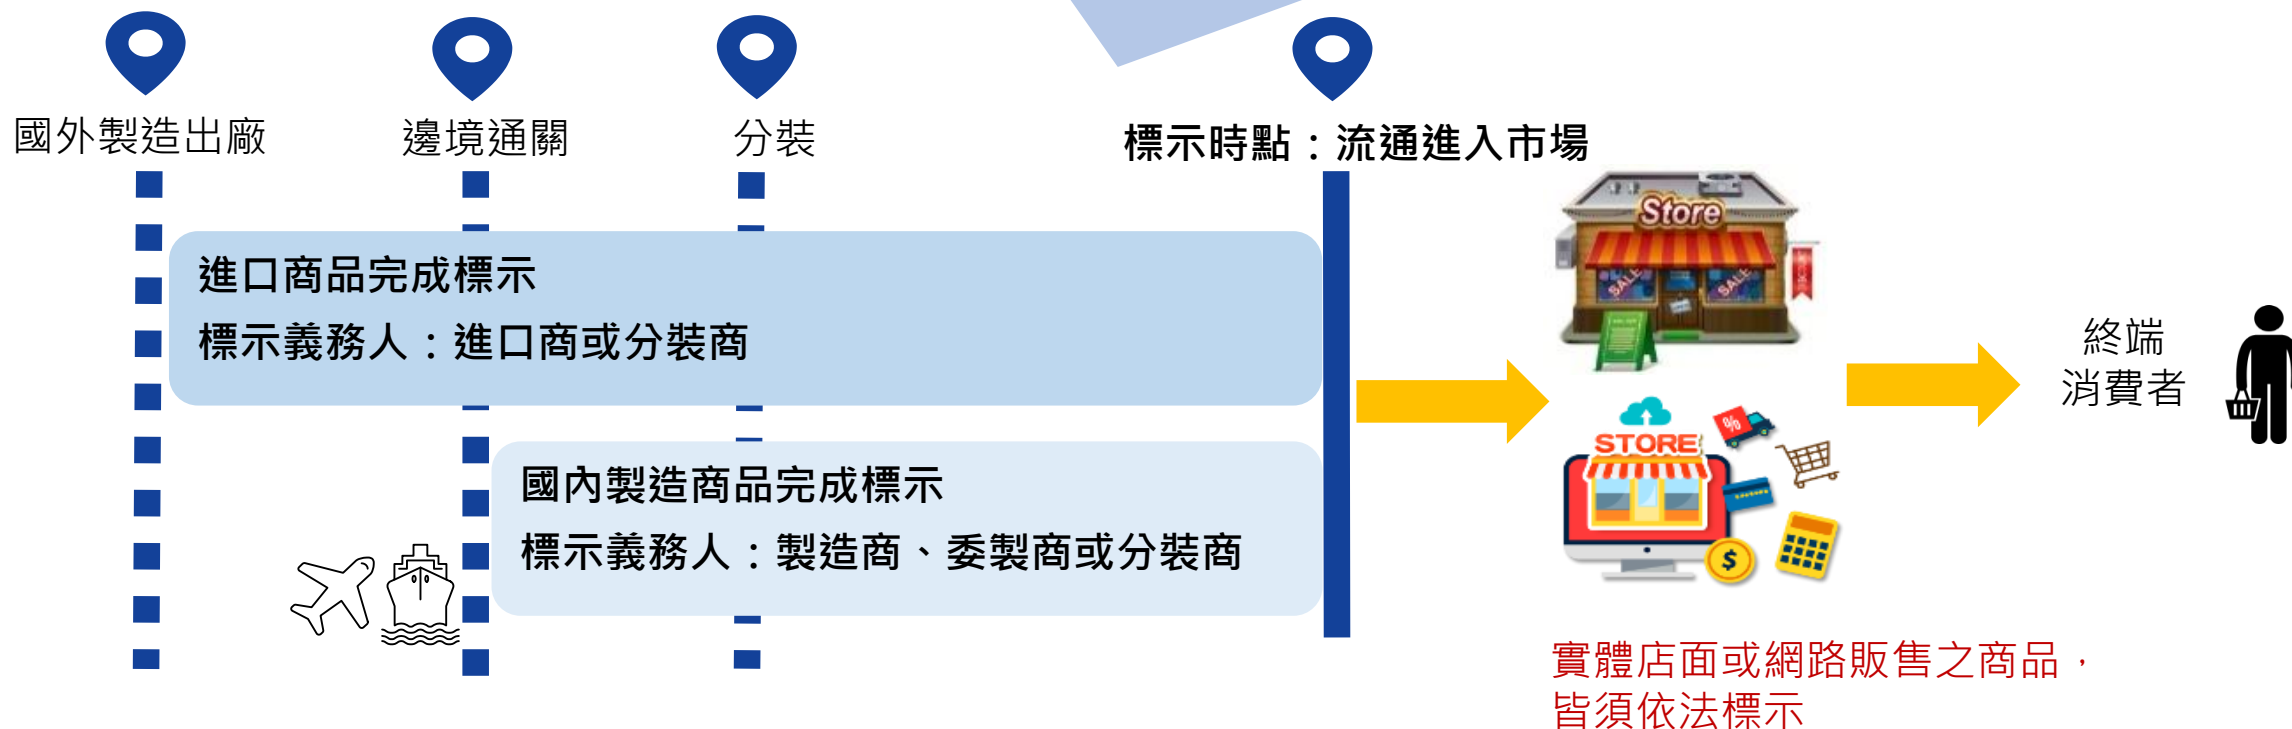 國外製造出廠
邊境通關
分裝
標示時點：流通進入市場
進口商品完成標示
標示義務人：進口商或分裝商
國內製造商品完成標示
標示義務人：製造商、委製商或分裝商
Store
SALE
SALE
STORE
%
$
終端
消費者
實體店面或網路販售之商品，
皆須依法標示